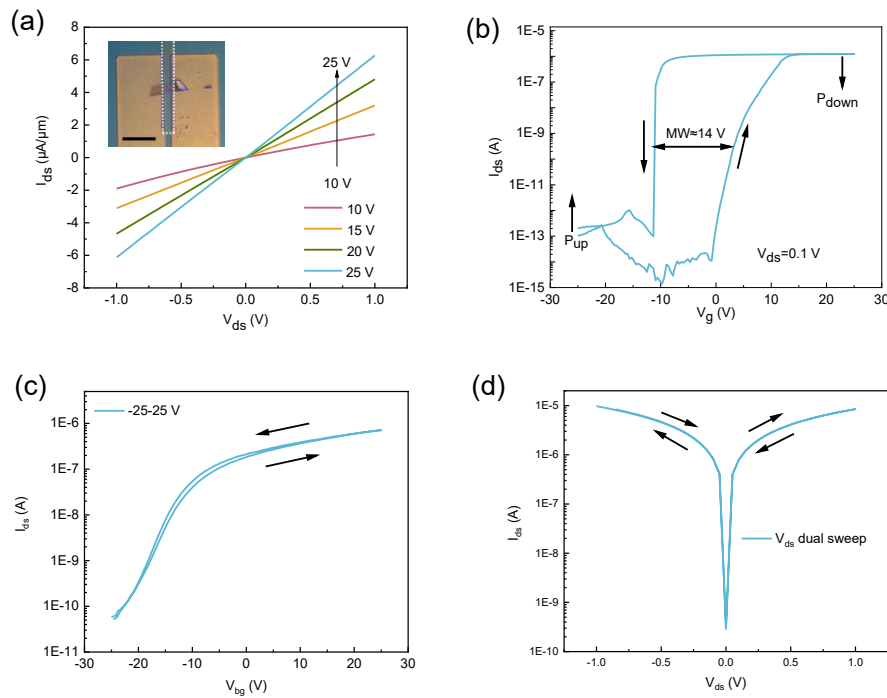 (a)
I_ds (μA/μm)
8
6
4
2
0
-2
-4
-6
-8
25 V
10 V
10 V
15 V
20 V
25 V
-1.0 -0.5 0.0 0.5 1.0
V_ds (V)
(b)
I_ds (A)
1E-5
1E-7
1E-9
1E-11
1E-13
1E-15
P_down
MW≈14 V
P_up
V_ds=0.1 V
-30 -20 -10 0 10 20 30
V_g (V)
(c)
I_ds (A)
-25-25 V
1E-6
1E-7
1E-8
1E-9
1E-10
1E-11
-30 -20 -10 0 10 20 30
V_bg (V)
(d)
I_ds (A)
1E-5
1E-6
1E-7
1E-8
1E-9
1E-10
V_ds dual sweep
-1.0 -0.5 0.0 0.5 1.0
V_ds (V)